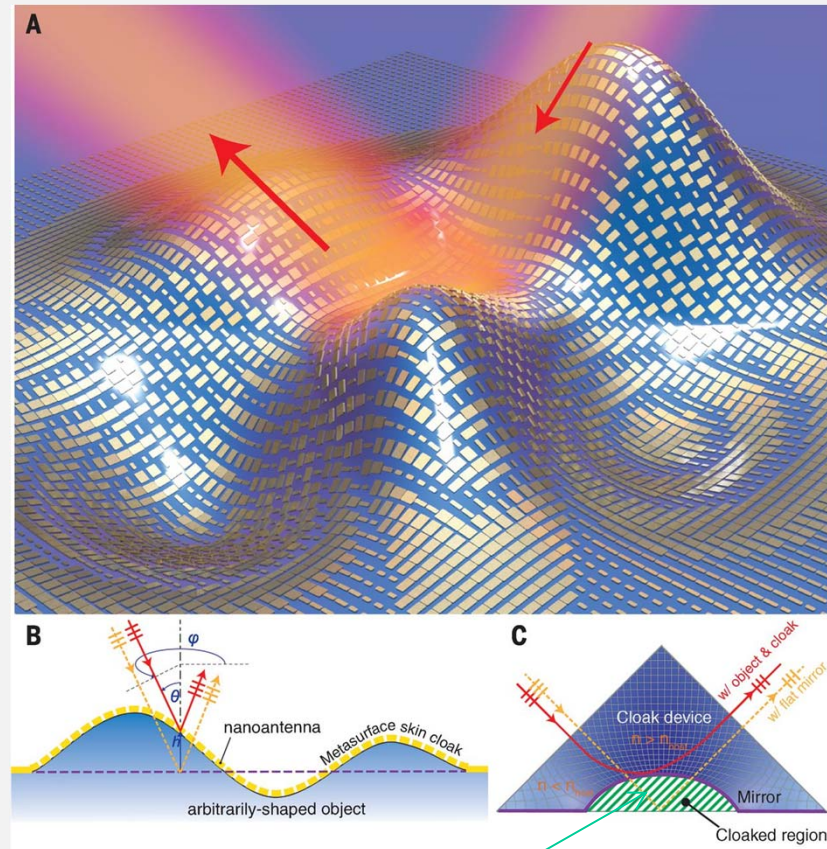 A
B
φ
θ
h
nanoantenna
Metasurface skin cloak
arbitrarily-shaped object
C
w/ object & cloak
w/ flat mirror
Cloak device
n > n
n < n
Mirror
Cloaked region